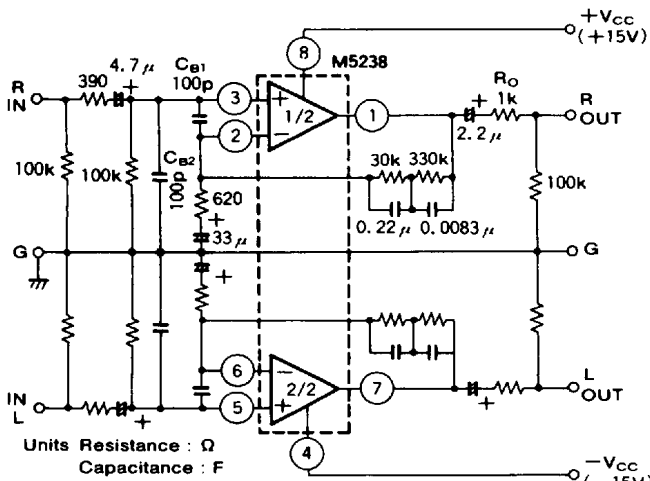 +VCC
(+15V)
8
M5238
R
IN
390
4.7μ
+
CB1
100p
3
+
2
−
1/2
1
+
2.2μ
RO
1k
R
OUT
100k
100k
CB2
100p
620
+
33μ
30k
330k
0.22μ
0.0083μ
100k
G
G
+
6
−
2/2
5
+
7
+
L
OUT
IN
L
+
4
Units Resistance : Ω
Capacitance : F
−VCC
(−15V)